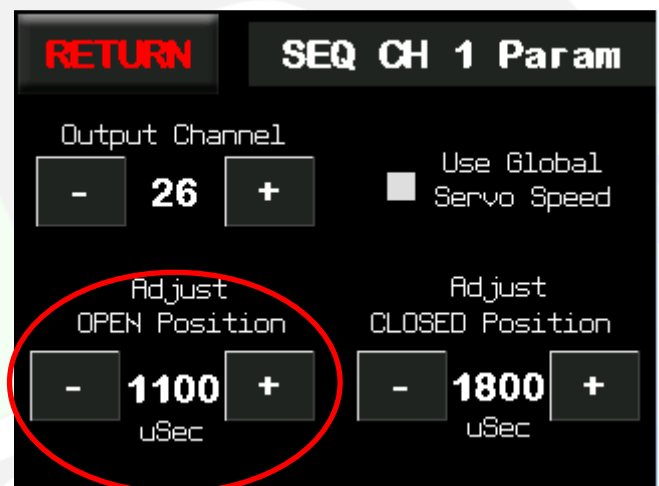 RETURN
SEQ CH 1 Param
Output Channel
- 26 +
Use Global
Servo Speed
Adjust
OPEN Position
- 1100 +
uSec
Adjust
CLOSED Position
- 1800 +
uSec